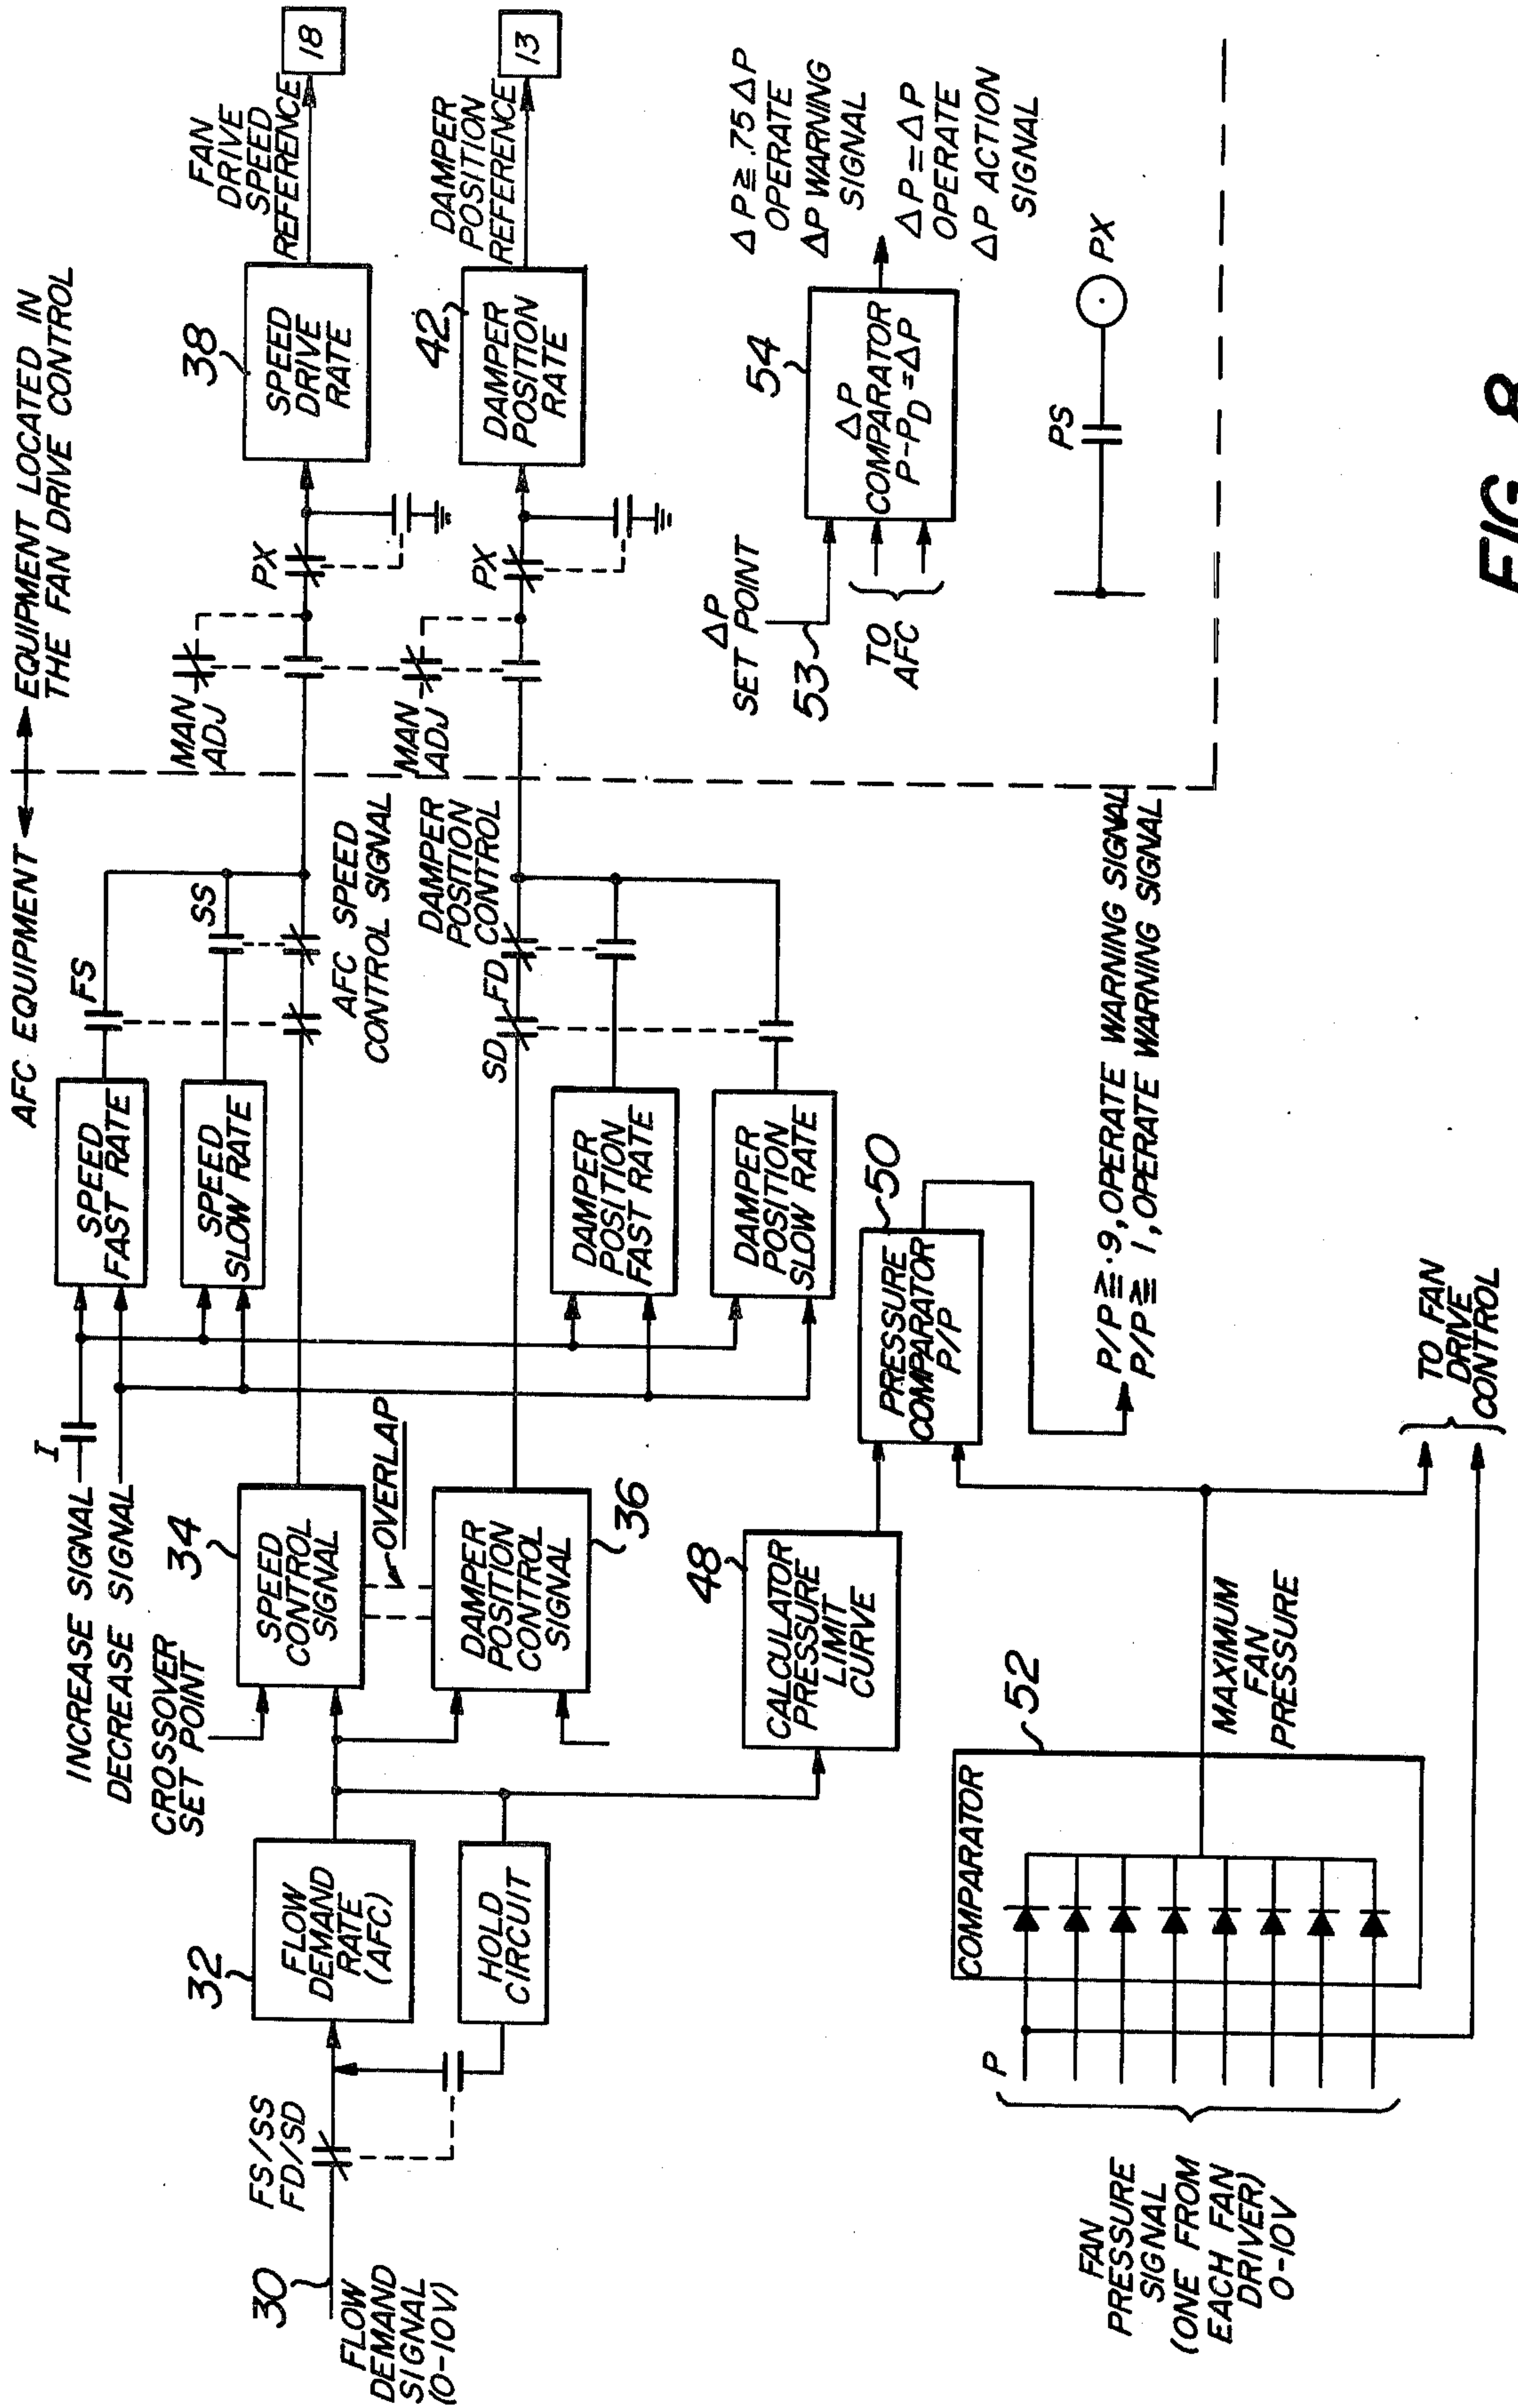 AFC EQUIPMENT
EQUIPMENT LOCATED IN
THE FAN DRIVE CONTROL
INCREASE SIGNAL
I
DECREASE SIGNAL
CROSSOVER
SET POINT
SPEED
FAST RATE
FS
SPEED
SLOW RATE
SS
MAN
ADJ
PX
38
SPEED
DRIVE
RATE
FAN
DRIVE
SPEED
REFERENCE
18
30
FLOW
DEMAND
SIGNAL
(0-10V)
FS/SS
FD/SD
32
FLOW
DEMAND
RATE
(AFC)
HOLD
CIRCUIT
34
SPEED
CONTROL
SIGNAL
OVERLAP
AFC SPEED
CONTROL SIGNAL
DAMPER
POSITION
CONTROL
SIGNAL
36
SD
FD
DAMPER
POSITION
CONTROL
MAN
ADJ
PX
42
DAMPER
POSITION
RATE
DAMPER
POSITION
REFERENCE
13
DAMPER
POSITION
FAST RATE
DAMPER
POSITION
SLOW RATE
48
CALCULATOR
PRESSURE
LIMIT
CURVE
50
PRESSURE
COMPARATOR
P/P
ΔP
SET POINT
53
TO
AFC
54
ΔP
COMPARATOR
P-PD=ΔP
ΔP≧.75ΔP
OPERATE
ΔP WARNING
SIGNAL
ΔP=ΔP
OPERATE
ΔP ACTION
SIGNAL
PS
PX
P/P≧.9, OPERATE WARNING SIGNAL
P/P≧1, OPERATE WARNING SIGNAL
52
COMPARATOR
MAXIMUM
FAN
PRESSURE
TO FAN
DRIVE
CONTROL
P
FAN
PRESSURE
SIGNAL
(ONE FROM
EACH FAN
DRIVER)
0-10V
FIG. 8